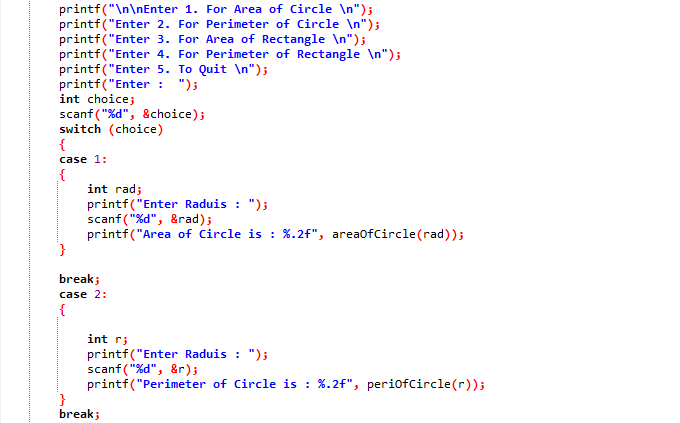 printf("\n\nEnter 1. For Area of Circle \n");
printf("Enter 2. For Perimeter of Circle \n");
printf("Enter 3. For Area of Rectangle \n");
printf("Enter 4. For Perimeter of Rectangle \n");
printf("Enter 5. To Quit \n");
printf("Enter :  ");
int choice;
scanf("%d", &choice);
switch (choice)
{
case 1:
{
    int rad;
    printf("Enter Raduis : ");
    scanf("%d", &rad);
    printf("Area of Circle is : %.2f", areaOfCircle(rad));
}
break;
case 2:
{
    int r;
    printf("Enter Raduis : ");
    scanf("%d", &r);
    printf("Perimeter of Circle is : %.2f", periOfCircle(r));
}
break;